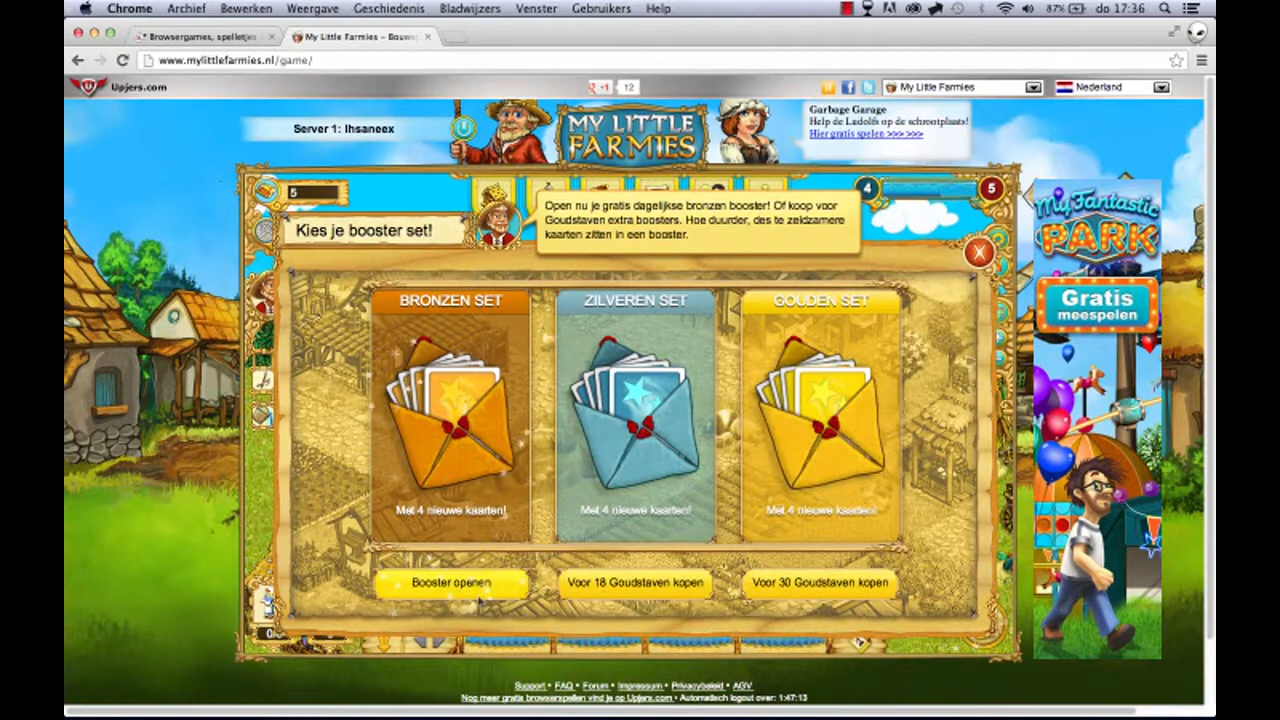 Chrome Archief Bewerken Weergave Geschiedenis Bladwijzers Venster Gebruikers Help 87% do 17:36
Browsergames, spelletjes
My Little Farmies – Bouw
www.mylittlefarmies.nl/game/
Upjers.com
+1 12
My Little Farmies
Nederland
Server 1: Ihsaneex
MY LITTLE
FARMIES
Garbage Garage
Help de Ludolfs op de schrootplaats!
Hier gratis spelen >>> >>>
5
4
5
Kies je booster set!
Open nu je gratis dagelijkse bronzen booster! Of koop voor
Goudstaven extra boosters. Hoe duurder, des te zeldzamere
kaarten zitten in een booster.
X
My Fantastic
PARK
Gratis
meespelen
BRONZEN SET
ZILVEREN SET
GOUDEN SET
Met 4 nieuwe kaarten!
Met 4 nieuwe kaarten!
Met 4 nieuwe kaarten!
Booster openen
Voor 18 Goudstaven kopen
Voor 30 Goudstaven kopen
Support • FAQ • Forum • Impressum • Privacybeleid • AGV
Nog meer gratis browserspellen vind je op Upjers.com • Automatisch logout over: 1:47:13